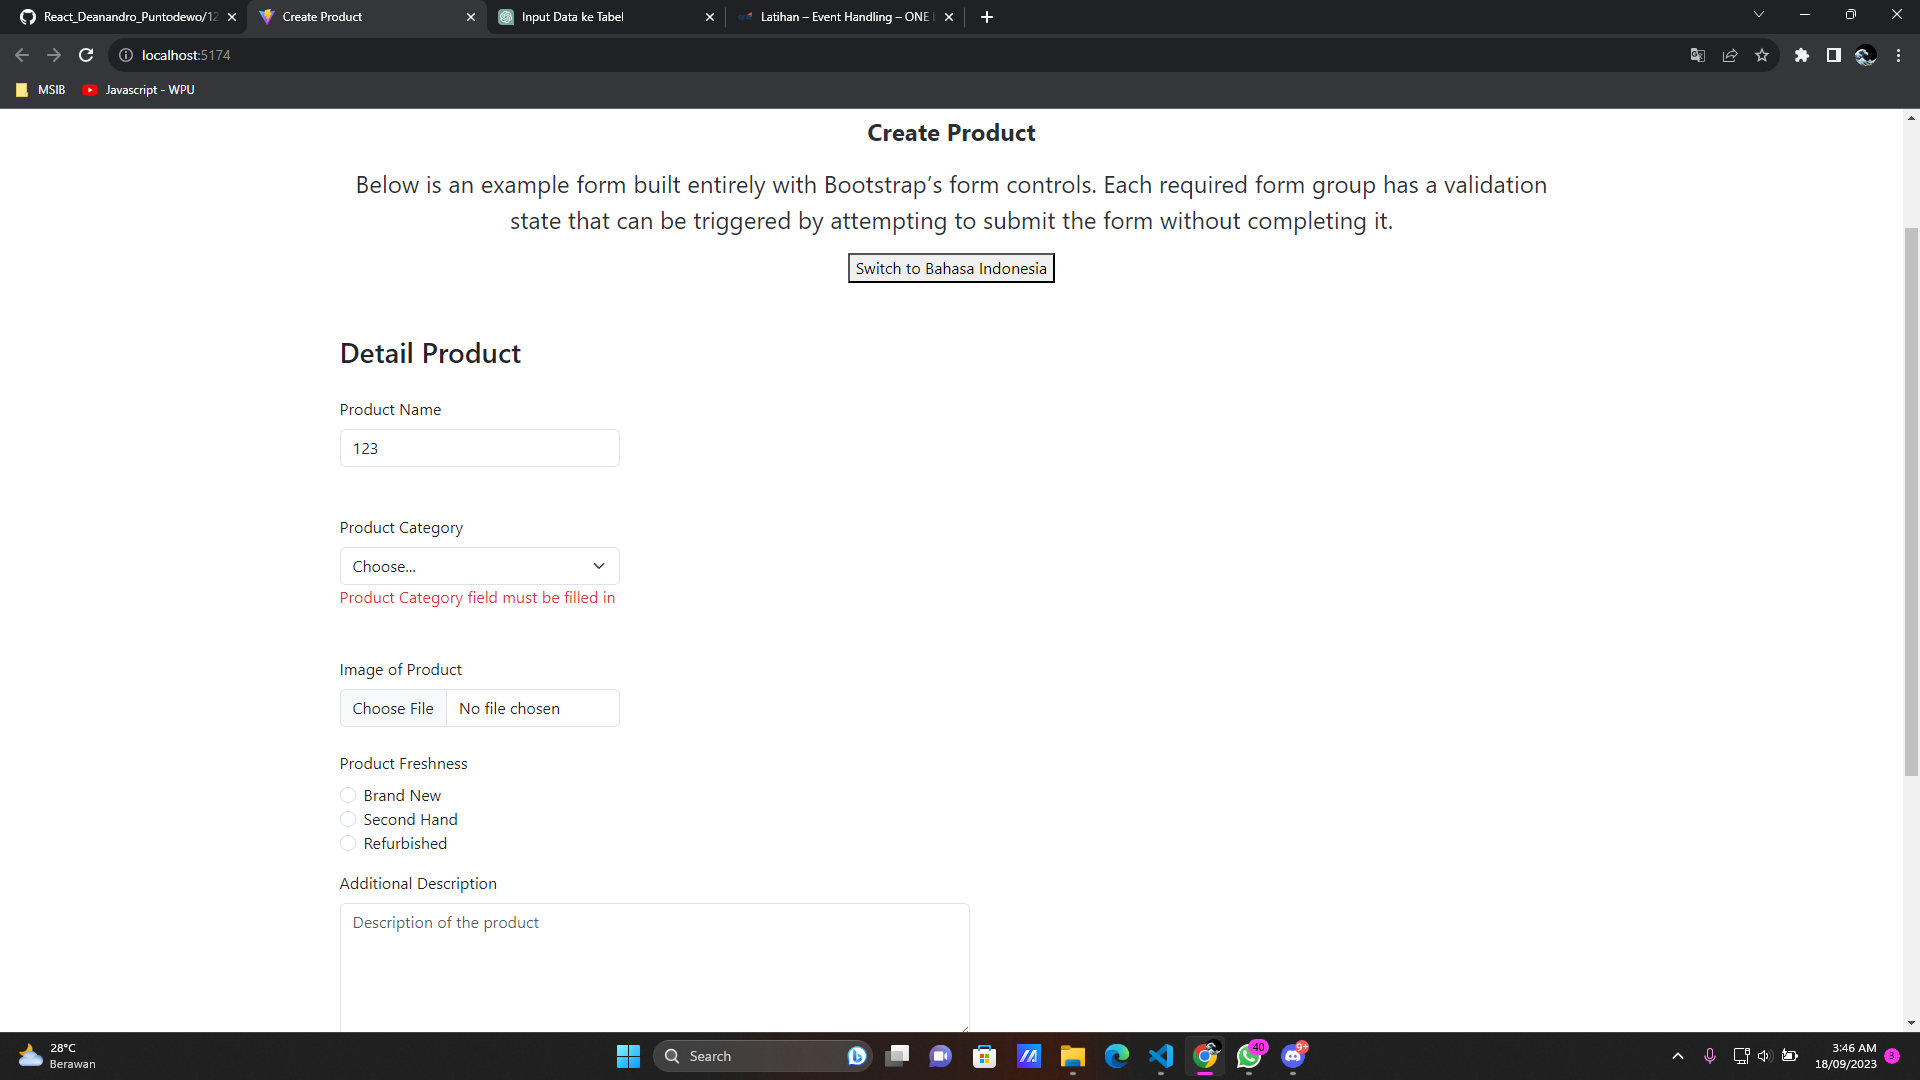 React_Deanandro_Puntodewo/12
Create Product
Input Data ke Tabel
Latihan – Event Handling – ONE
localhost:5174
MSIB
Javascript - WPU
Create Product
Below is an example form built entirely with Bootstrap’s form controls. Each required form group has a validation
state that can be triggered by attempting to submit the form without completing it.
Switch to Bahasa Indonesia
Detail Product
Product Name
123
Product Category
Choose...
Product Category field must be filled in
Image of Product
Choose File
No file chosen
Product Freshness
Brand New
Second Hand
Refurbished
Additional Description
Description of the product
28°C
Berawan
Search
40
9+
3:46 AM
18/09/2023
3